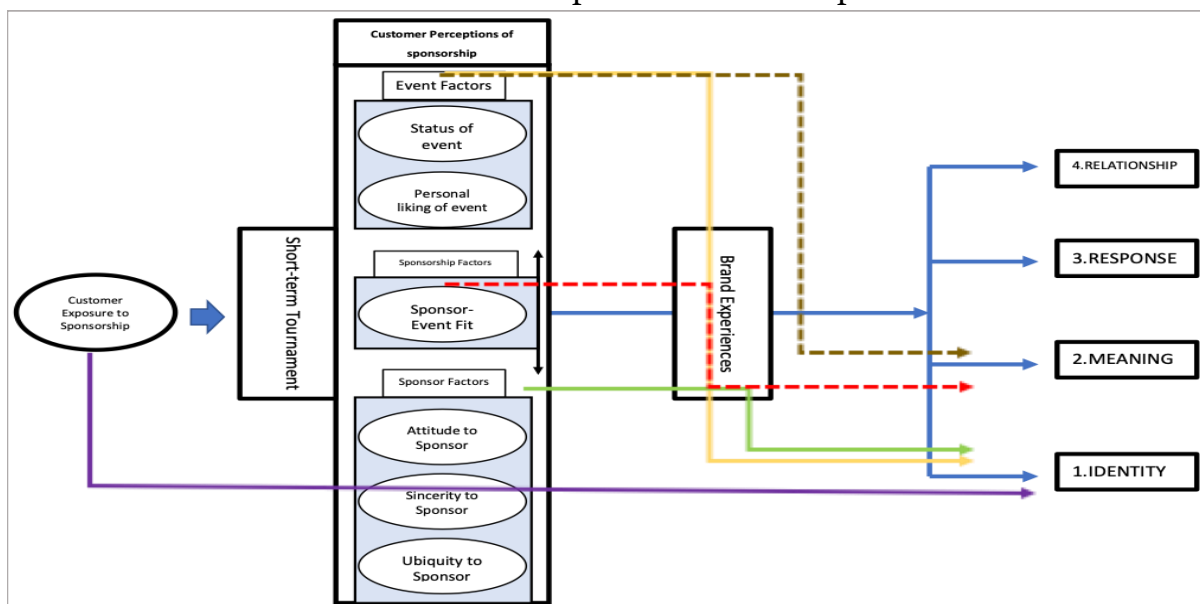 Customer Perceptions of
sponsorship
Event Factors
Status of
event
Personal
liking of event
Sponsorship Factors
Sponsor-
Event Fit
Sponsor Factors
Attitude to
Sponsor
Sincerity to
Sponsor
Ubiquity to
Sponsor
Customer
Exposure to
Sponsorship
Short-term Tournament
Brand Experiences
4.RELATIONSHIP
3.RESPONSE
2.MEANING
1.IDENTITY